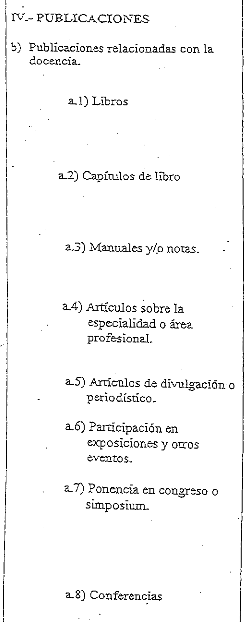 IV.- PUBLICACIONES
b) Publicaciones relacionadas con la
docencia.
a.1) Libros
a.2) Capítulos de libro
a.3) Manuales y/o notas.
a.4) Artículos sobre la
especialidad o área
profesional.
a.5) Artículos de divulgación o
periodístico.
a.6) Participación en
exposiciones y otros
eventos.
a.7) Ponencia en congreso o
simposium.
a.8) Conferencias